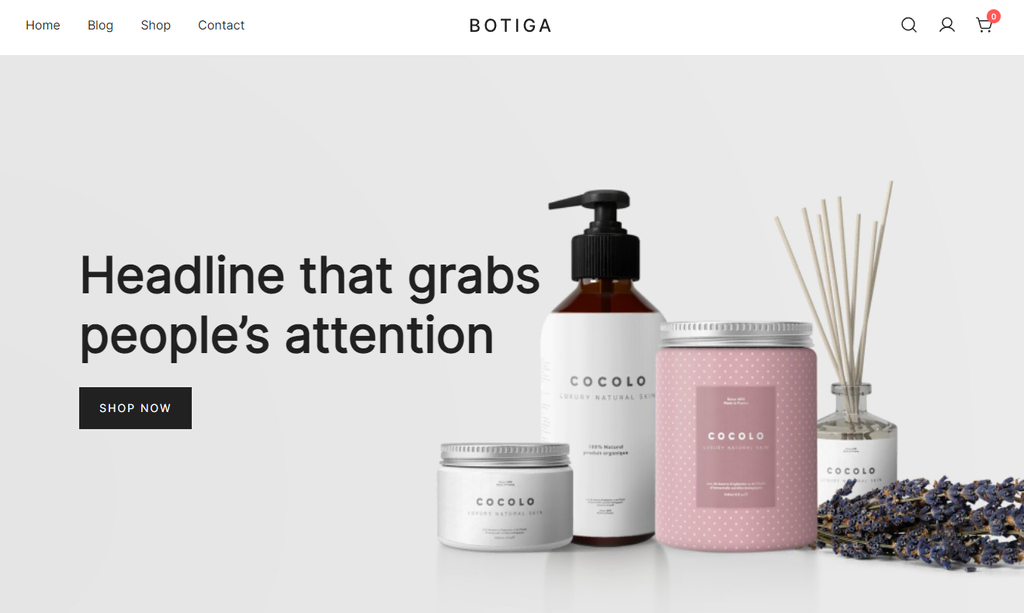 Home
Blog
Shop
Contact
BOTIGA
0
Headline that grabs
people’s attention
SHOP NOW
COCOLO
LUXURY NATURAL SKIN
100% Natural
produit organique
COCOLO
LUXURY NATURAL SKIN
COCOLO
LUXURY NATURAL SKIN
COCOLO
LUXURY NATURAL SKIN